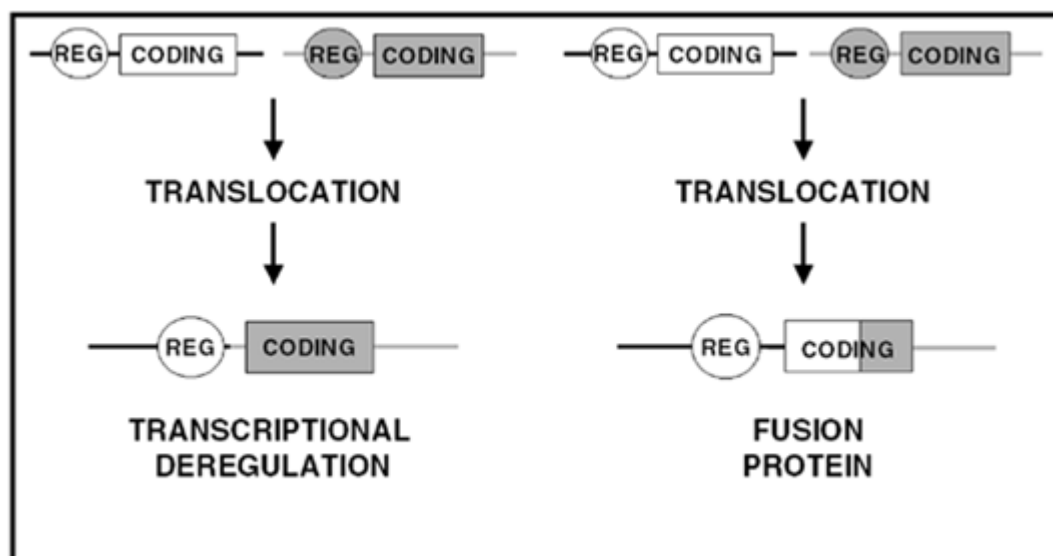 REG CODING REG CODING REG CODING REG CODING
TRANSLOCATION TRANSLOCATION
REG CODING REG CODING
TRANSCRIPTIONAL
DEREGULATION
FUSION
PROTEIN